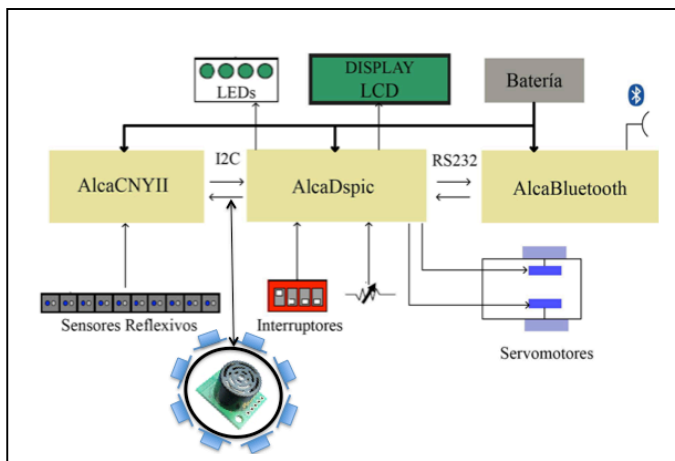 LEDs
DISPLAY
LCD
Batería
I2C
RS232
AlcaCNYII
AlcaDspic
AlcaBluetooth
Sensores Reflexivos
Interruptores
Servomotores